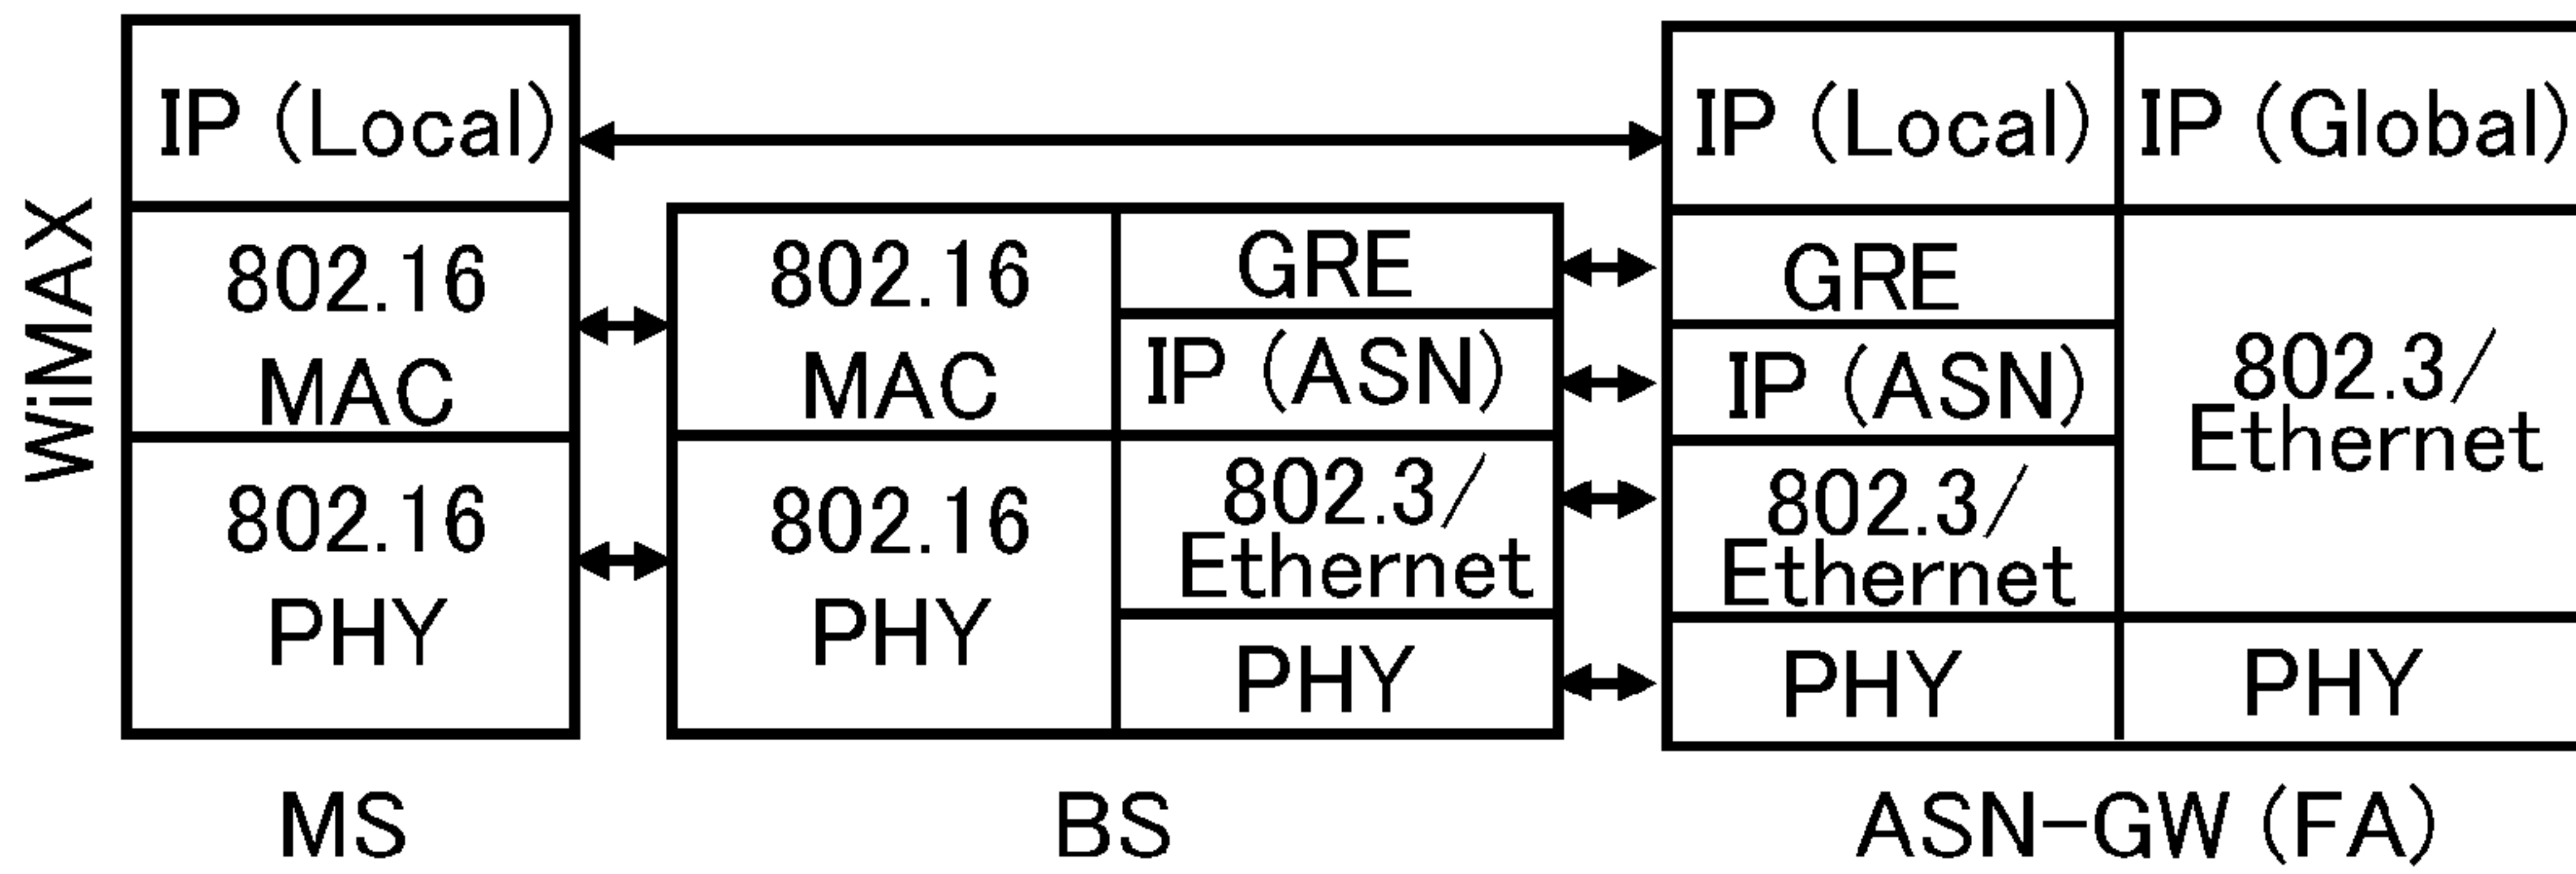 WiMAX
IP (Local)
802.16
MAC
802.16
PHY
MS
802.16
MAC
802.16
PHY
GRE
IP (ASN)
802.3/
Ethernet
PHY
BS
IP (Local)
GRE
IP (ASN)
802.3/
Ethernet
PHY
IP (Global)
802.3/
Ethernet
PHY
ASN-GW (FA)